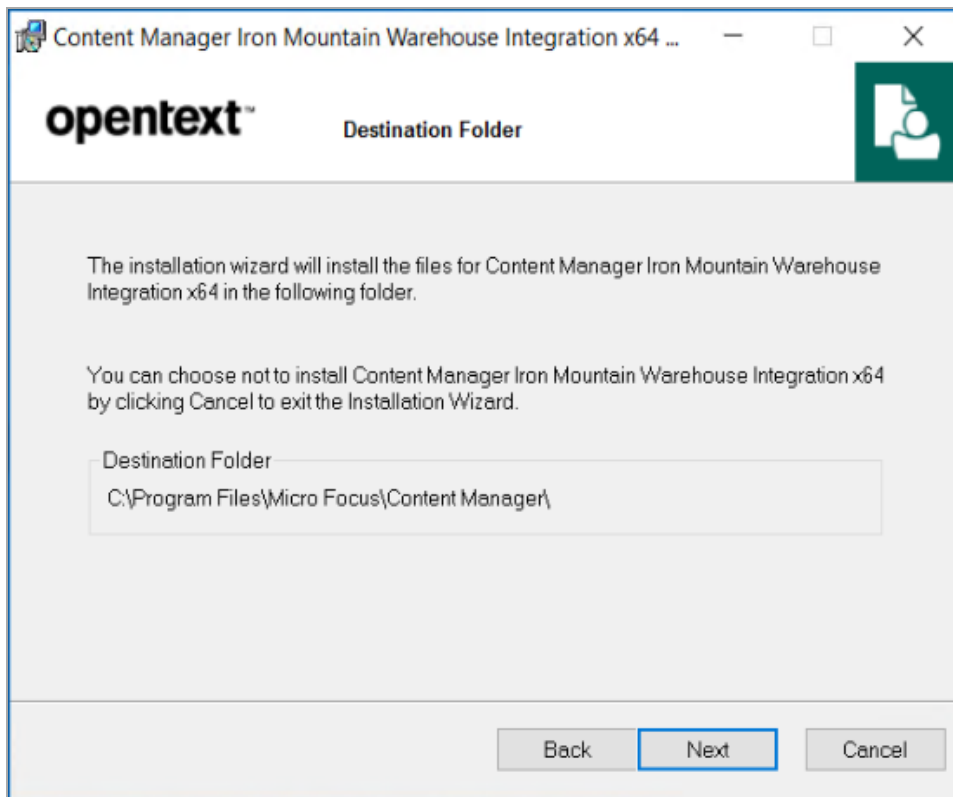 Content Manager Iron Mountain Warehouse Integration x64 ...
opentext™
Destination Folder
The installation wizard will install the files for Content Manager Iron Mountain Warehouse
Integration x64 in the following folder.
You can choose not to install Content Manager Iron Mountain Warehouse Integration x64
by clicking Cancel to exit the Installation Wizard.
Destination Folder
C:\Program Files\Micro Focus\Content Manager\
Back Next Cancel